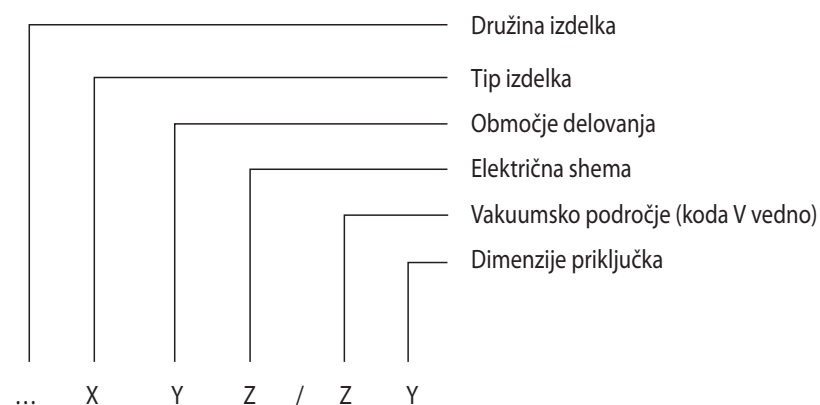 Družina izdelka
Tip izdelka
Območje delovanja
Električna shema
Vakuumsko področje (koda V vedno)
Dimenzije priključka
… X Y Z / Z Y